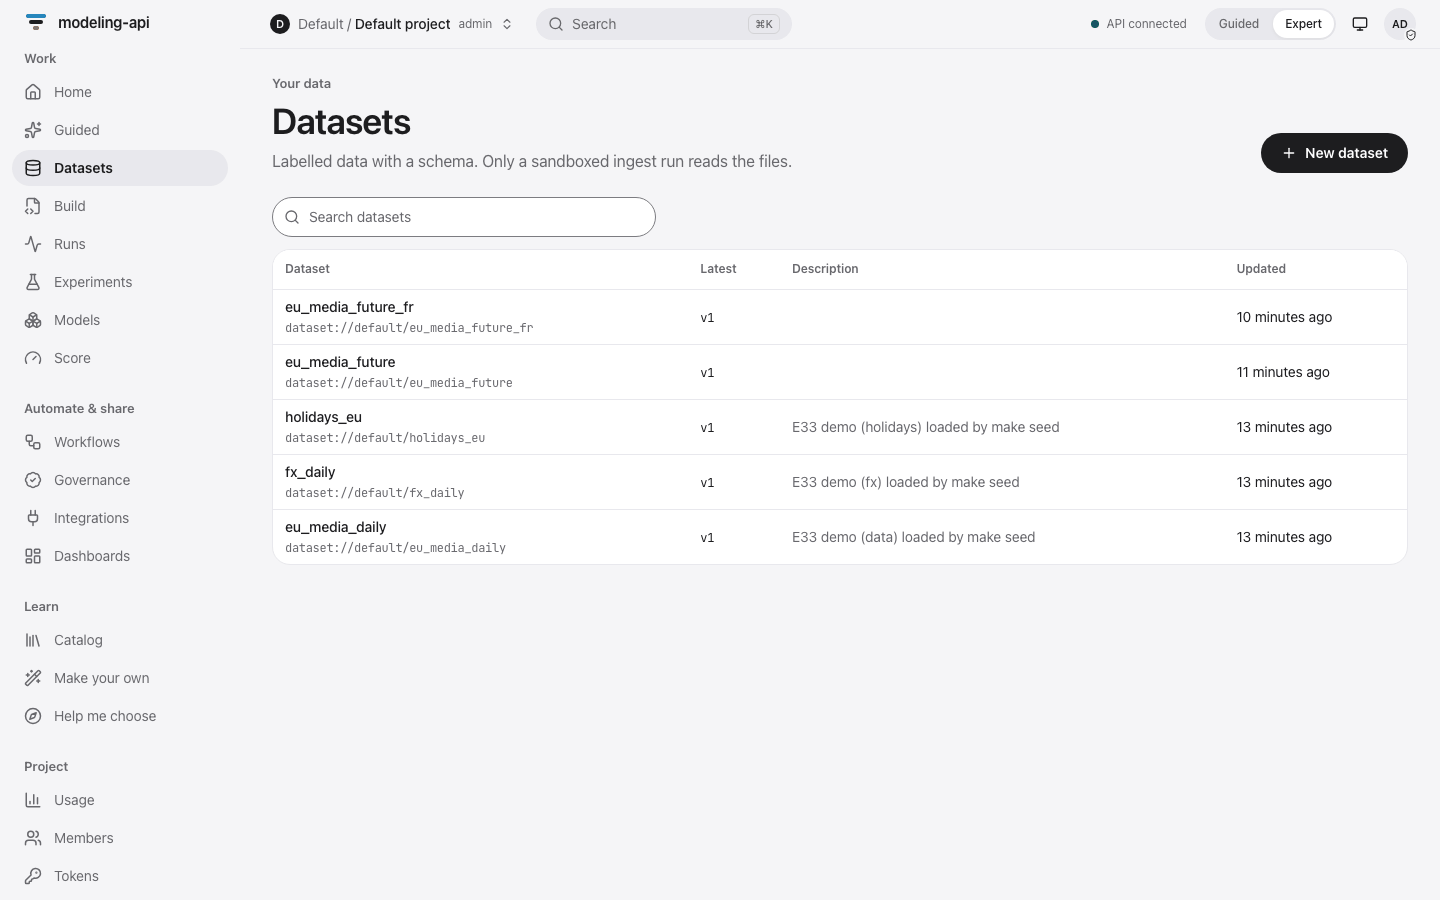 modeling-api
Default / Default project admin
Search
⌘K
API connected
Guided
Expert
AD
Work
Home
Guided
Datasets
Build
Runs
Experiments
Models
Score
Automate & share
Workflows
Governance
Integrations
Dashboards
Learn
Catalog
Make your own
Help me choose
Project
Usage
Members
Tokens
D
Your data
Datasets
Labelled data with a schema. Only a sandboxed ingest run reads the files.
New dataset
Search datasets
Dataset Latest Description Updated
eu_media_future_fr
dataset://default/eu_media_future_fr
v1 10 minutes ago
eu_media_future
dataset://default/eu_media_future
v1 11 minutes ago
holidays_eu
dataset://default/holidays_eu
v1 E33 demo (holidays) loaded by make seed 13 minutes ago
fx_daily
dataset://default/fx_daily
v1 E33 demo (fx) loaded by make seed 13 minutes ago
eu_media_daily
dataset://default/eu_media_daily
v1 E33 demo (data) loaded by make seed 13 minutes ago